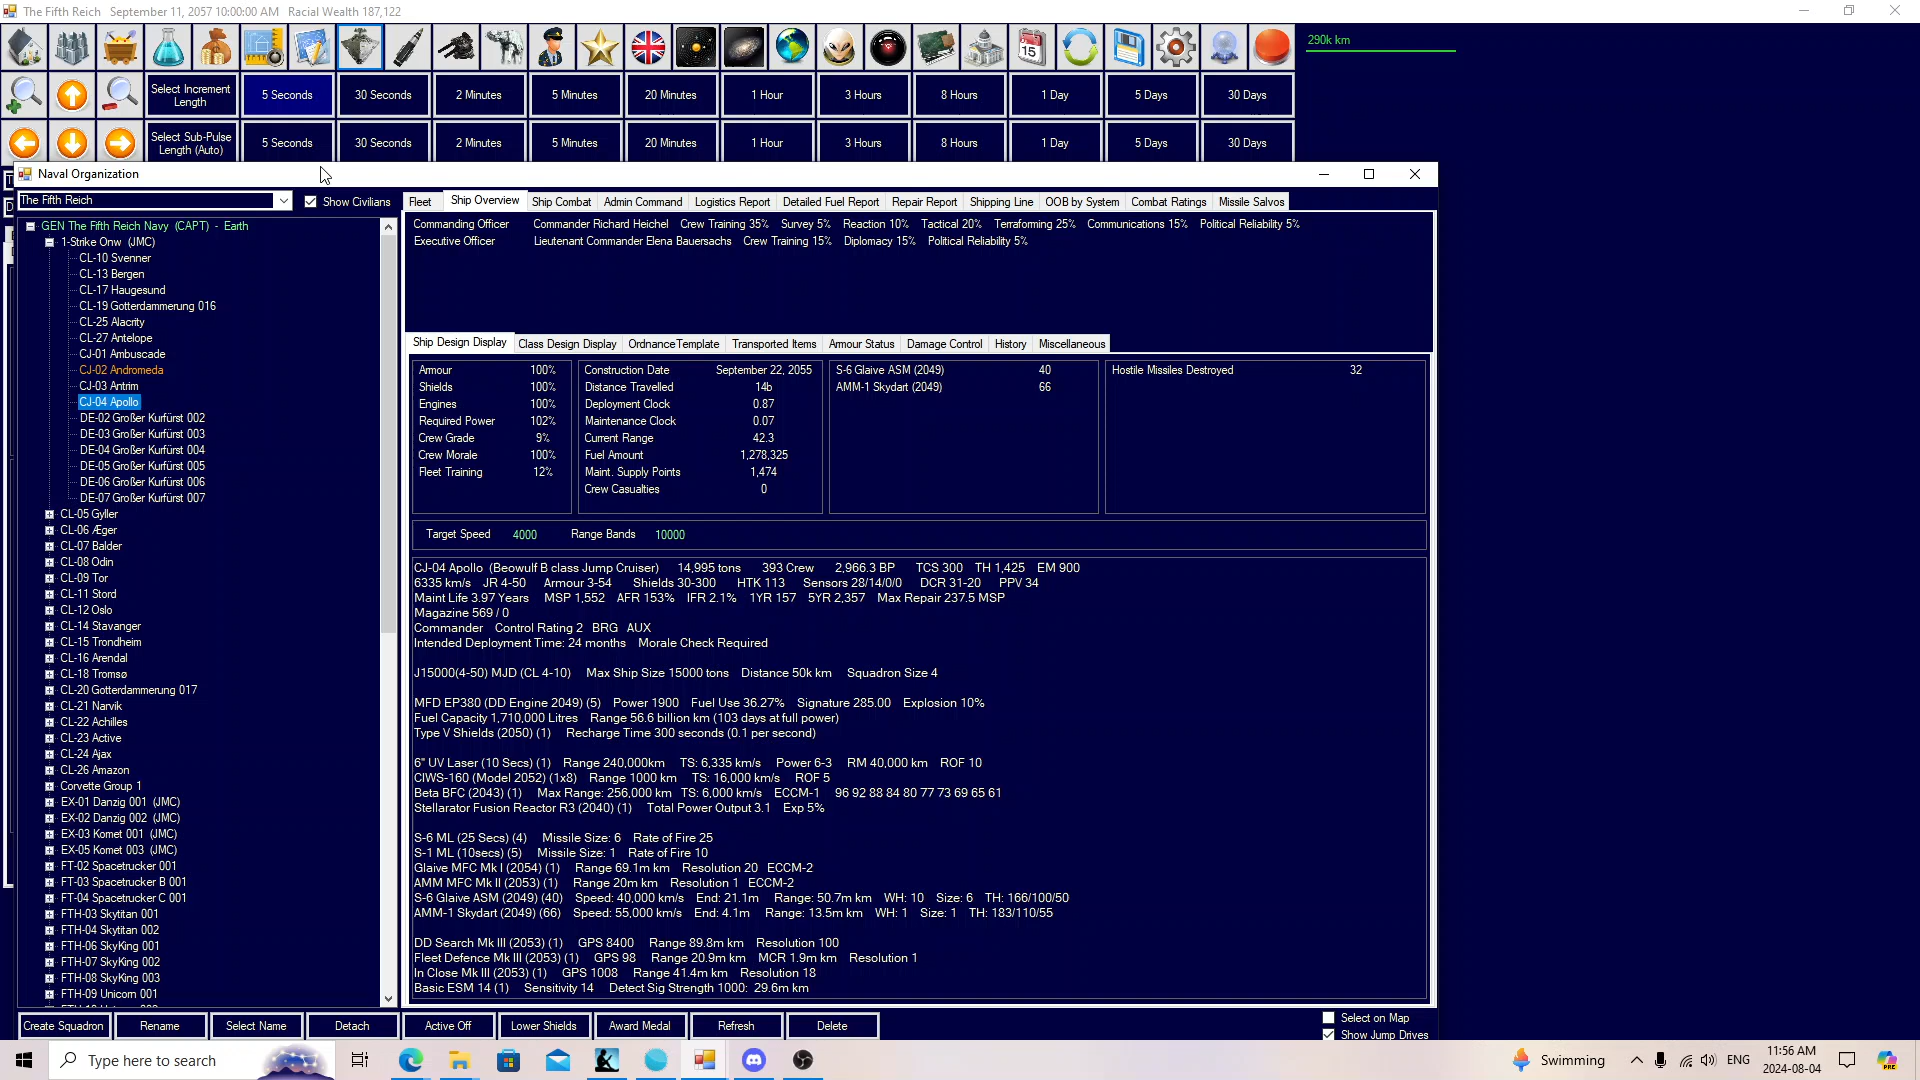 The Fifth Reich   September 11, 2057 10:00:00 AM   Racial Wealth 187,122
290k km
Select Increment Length   5 Seconds   30 Seconds   2 Minutes   5 Minutes   20 Minutes   1 Hour   3 Hours   8 Hours   1 Day   5 Days   30 Days
Select Sub-Pulse Length (Auto)   5 Seconds   30 Seconds   2 Minutes   5 Minutes   20 Minutes   1 Hour   3 Hours   8 Hours   1 Day   5 Days   30 Days
Naval Organization
The Fifth Reich   Show Civilians
GEN The Fifth Reich Navy (CAPT) - Earth
1-Strike Onw (JMC)
CL-10 Svenner
CL-13 Bergen
CL-17 Haugesund
CL-19 Gotterdammerung 016
CL-25 Alacrity
CL-27 Antelope
CJ-01 Ambuscade
CJ-02 Andromeda
CJ-03 Antrim
CJ-04 Apollo
DE-02 Großer Kurfürst 002
DE-03 Großer Kurfürst 003
DE-04 Großer Kurfürst 004
DE-05 Großer Kurfürst 005
DE-06 Großer Kurfürst 006
DE-07 Großer Kurfürst 007
CL-05 Gyller
CL-06 Æger
CL-07 Balder
CL-08 Odin
CL-09 Tor
CL-11 Stord
CL-12 Oslo
CL-14 Stavanger
CL-15 Trondheim
CL-16 Arendal
CL-18 Tromsø
CL-20 Gotterdammerung 017
CL-21 Narvik
CL-22 Achilles
CL-23 Active
CL-24 Ajax
CL-26 Amazon
Corvette Group 1
EX-01 Danzig 001 (JMC)
EX-02 Danzig 002 (JMC)
EX-03 Komet 001 (JMC)
EX-05 Komet 003 (JMC)
FT-02 Spacetrucker 001
FT-03 Spacetrucker B 001
FT-04 Spacetrucker C 001
FTH-03 Skytitan 001
FTH-04 Skytitan 002
FTH-06 SkyKing 001
FTH-07 SkyKing 002
FTH-08 SkyKing 003
FTH-09 Unicorn 001
Fleet   Ship Overview   Ship Combat   Admin Command   Logistics Report   Detailed Fuel Report   Repair Report   Shipping Line   OOB by System   Combat Ratings   Missile Salvos
Commanding Officer   Commander Richard Heichel   Crew Training 35%   Survey 5%   Reaction 10%   Tactical 20%   Terraforming 25%   Communications 15%   Political Reliability 5%
Executive Officer   Lieutenant Commander Elena Bauersachs   Crew Training 15%   Diplomacy 15%   Political Reliability 5%
Ship Design Display   Class Design Display   Ordnance Template   Transported Items   Armour Status   Damage Control   History   Miscellaneous
Armour   100%
Shields   100%
Engines   100%
Required Power   102%
Crew Grade   9%
Crew Morale   100%
Fleet Training   12%
Construction Date   September 22, 2055
Distance Travelled   14b
Deployment Clock   0.87
Maintenance Clock   0.07
Current Range   42.3
Fuel Amount   1,278,325
Maint. Supply Points   1,474
Crew Casualties   0
S-6 Glaive ASM (2049)   40
AMM-1 Skydart (2049)   66
Hostile Missiles Destroyed   32
Target Speed   4000   Range Bands   10000
CJ-04 Apollo (Beowulf B class Jump Cruiser)   14,995 tons   393 Crew   2,966.3 BP   TCS 300   TH 1,425   EM 900
6335 km/s   JR 4-50   Armour 3-54   Shields 30-300   HTK 113   Sensors 28/14/0/0   DCR 31-20   PPV 34
Maint Life 3.97 Years   MSP 1,552   AFR 153%   IFR 2.1%   1YR 157   5YR 2,357   Max Repair 237.5 MSP
Magazine 569 / 0
Commander   Control Rating 2   BRG   AUX
Intended Deployment Time: 24 months   Morale Check Required
J15000(4-50) MJD (CL 4-10)   Max Ship Size 15000 tons   Distance 50k km   Squadron Size 4
MFD EP380 (DD Engine 2049) (5)   Power 1900   Fuel Use 36.27%   Signature 285.00   Explosion 10%
Fuel Capacity 1,710,000 Litres   Range 56.6 billion km (103 days at full power)
Type V Shields (2050) (1)   Recharge Time 300 seconds (0.1 per second)
6" UV Laser (10 Secs) (1)   Range 240,000km   TS: 6,335 km/s   Power 6-3   RM 40,000 km   ROF 10
CIWS-160 (Model 2052) (1x8)   Range 1000 km   TS: 16,000 km/s   ROF 5
Beta BFC (2043) (1)   Max Range: 256,000 km   TS: 6,000 km/s   ECCM-1   96 92 88 84 80 77 73 69 65 61
Stellarator Fusion Reactor R3 (2040) (1)   Total Power Output 3.1   Exp 5%
S-6 ML (25 Secs) (4)   Missile Size: 6   Rate of Fire 25
S-1 ML (10secs) (5)   Missile Size: 1   Rate of Fire 10
Glaive MFC Mk I (2054) (1)   Range 69.1m km   Resolution 20   ECCM-2
AMM MFC Mk II (2053) (1)   Range 20m km   Resolution 1   ECCM-2
S-6 Glaive ASM (2049) (40)   Speed: 40,000 km/s   End: 21.1m   Range: 50.7m km   WH: 10   Size: 6   TH: 166/100/50
AMM-1 Skydart (2049) (66)   Speed: 55,000 km/s   End: 4.1m   Range: 13.5m km   WH: 1   Size: 1   TH: 183/110/55
DD Search Mk III (2053) (1)   GPS 8400   Range 89.8m km   Resolution 100
Fleet Defence Mk III (2053) (1)   GPS 98   Range 20.9m km   MCR 1.9m km   Resolution 1
In Close Mk III (2053) (1)   GPS 1008   Range 41.4m km   Resolution 18
Basic ESM 14 (1)   Sensitivity 14   Detect Sig Strength 1000: 29.6m km
Create Squadron   Rename   Select Name   Detach   Active Off   Lower Shields   Award Medal   Refresh   Delete
Select on Map
Show Jump Drives
Type here to search   Swimming   ENG   11:56 AM
2024-08-04